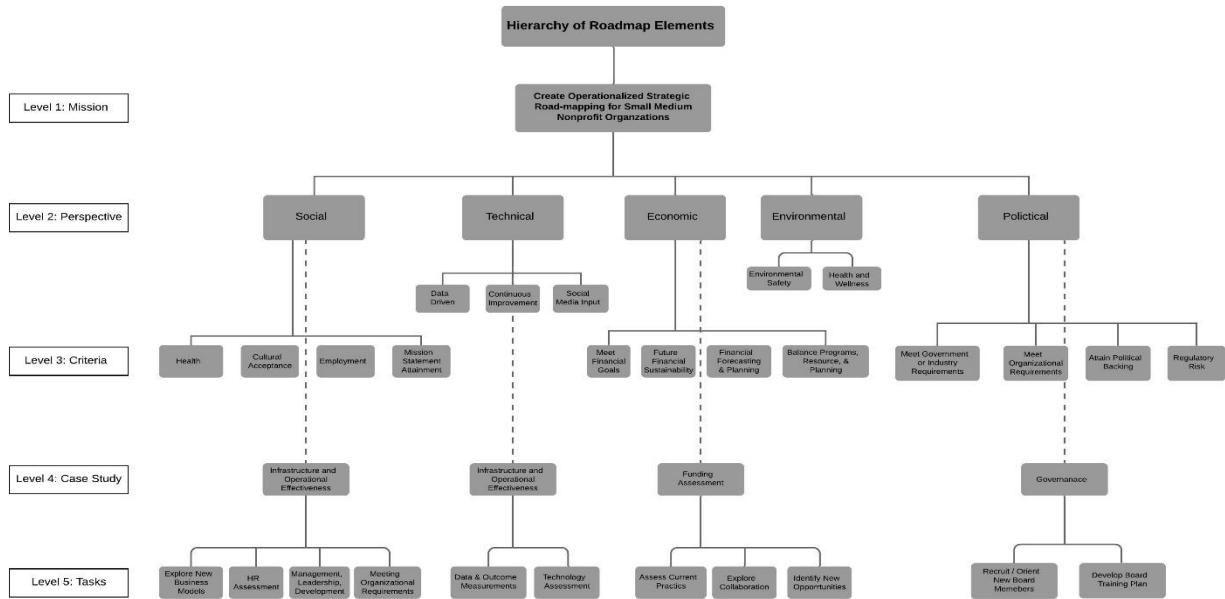 Hierarchy of Roadmap Elements
Level 1: Mission
Create Operationalized Strategic
Road-mapping for Small Medium
Nonprofit Organzations
Level 2: Perspective
Social
Technical
Economic
Environmental
Polictical
Data
Driven
Continuous
Improvement
Social
Media Input
Environmental
Safety
Health and
Wellness
Level 3: Criteria
Health
Cultural
Acceptance
Employment
Mission
Statement
Attainment
Meet
Financial
Goals
Future
Financial
Sustainability
Financial
Forecasting
& Planning
Balance Programs,
Resource, &
Planning
Meet Government
or Industry
Requirements
Meet
Organizational
Requirements
Attain Political
Backing
Regulatory
Risk
Level 4: Case Study
Infrastructure and
Operational
Effectiveness
Infrastructure and
Operational
Effectiveness
Funding
Assessment
Governanace
Level 5: Tasks
Explore New
Business
Models
HR
Assessment
Management,
Leadership,
Development
Meeting
Organizational
Requirements
Data & Outcome
Measurements
Technology
Assessment
Assess Current
Practics
Explore
Collaboration
Identify New
Opportunities
Recruit / Orient
New Board
Memebers
Develop Board
Training Plan